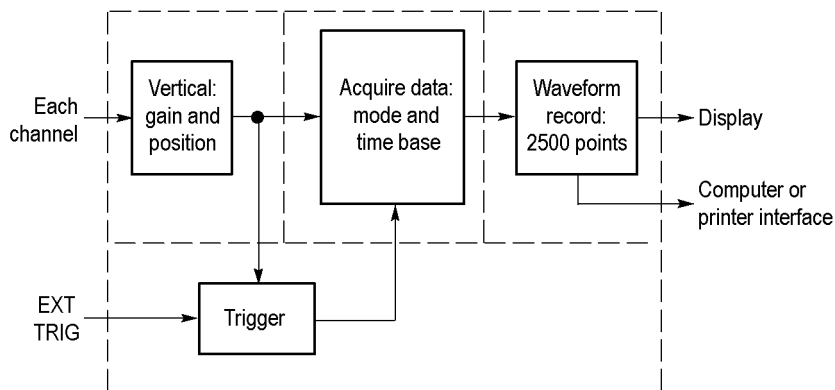 Each
channel
Vertical:
gain and
position
Acquire data:
mode and
time base
Waveform
record:
2500 points
Display
Computer or
printer interface
EXT
TRIG
Trigger